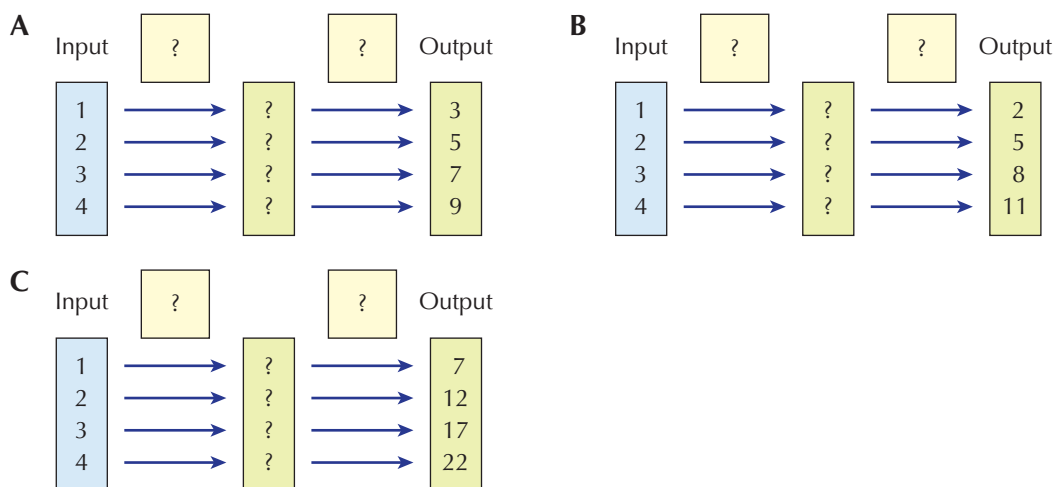 A
Input ? ? Output
1 ? 3
2 ? 5
3 ? 7
4 ? 9
B
Input ? ? Output
1 ? 2
2 ? 5
3 ? 8
4 ? 11
C
Input ? ? Output
1 ? 7
2 ? 12
3 ? 17
4 ? 22